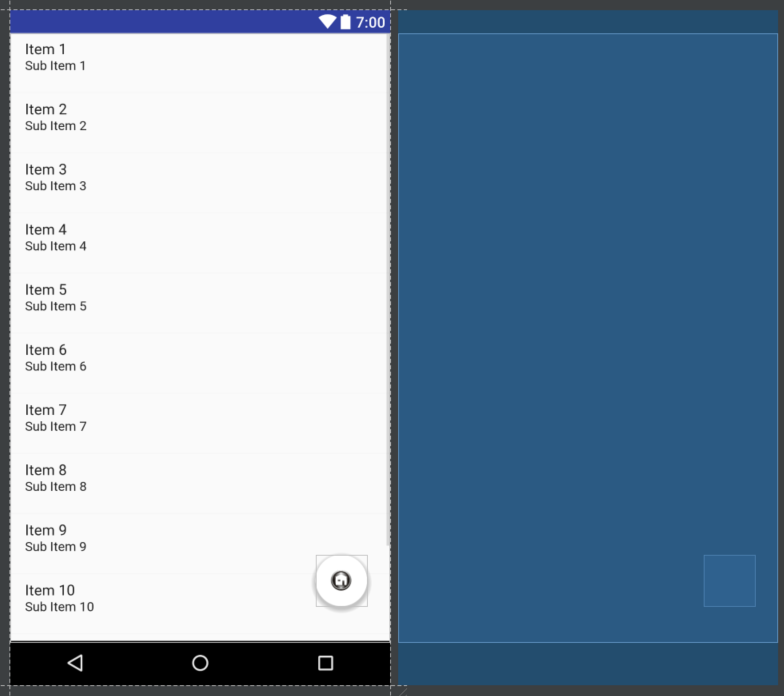 7:00
Item 1
Sub Item 1
Item 2
Sub Item 2
Item 3
Sub Item 3
Item 4
Sub Item 4
Item 5
Sub Item 5
Item 6
Sub Item 6
Item 7
Sub Item 7
Item 8
Sub Item 8
Item 9
Sub Item 9
Item 10
Sub Item 10